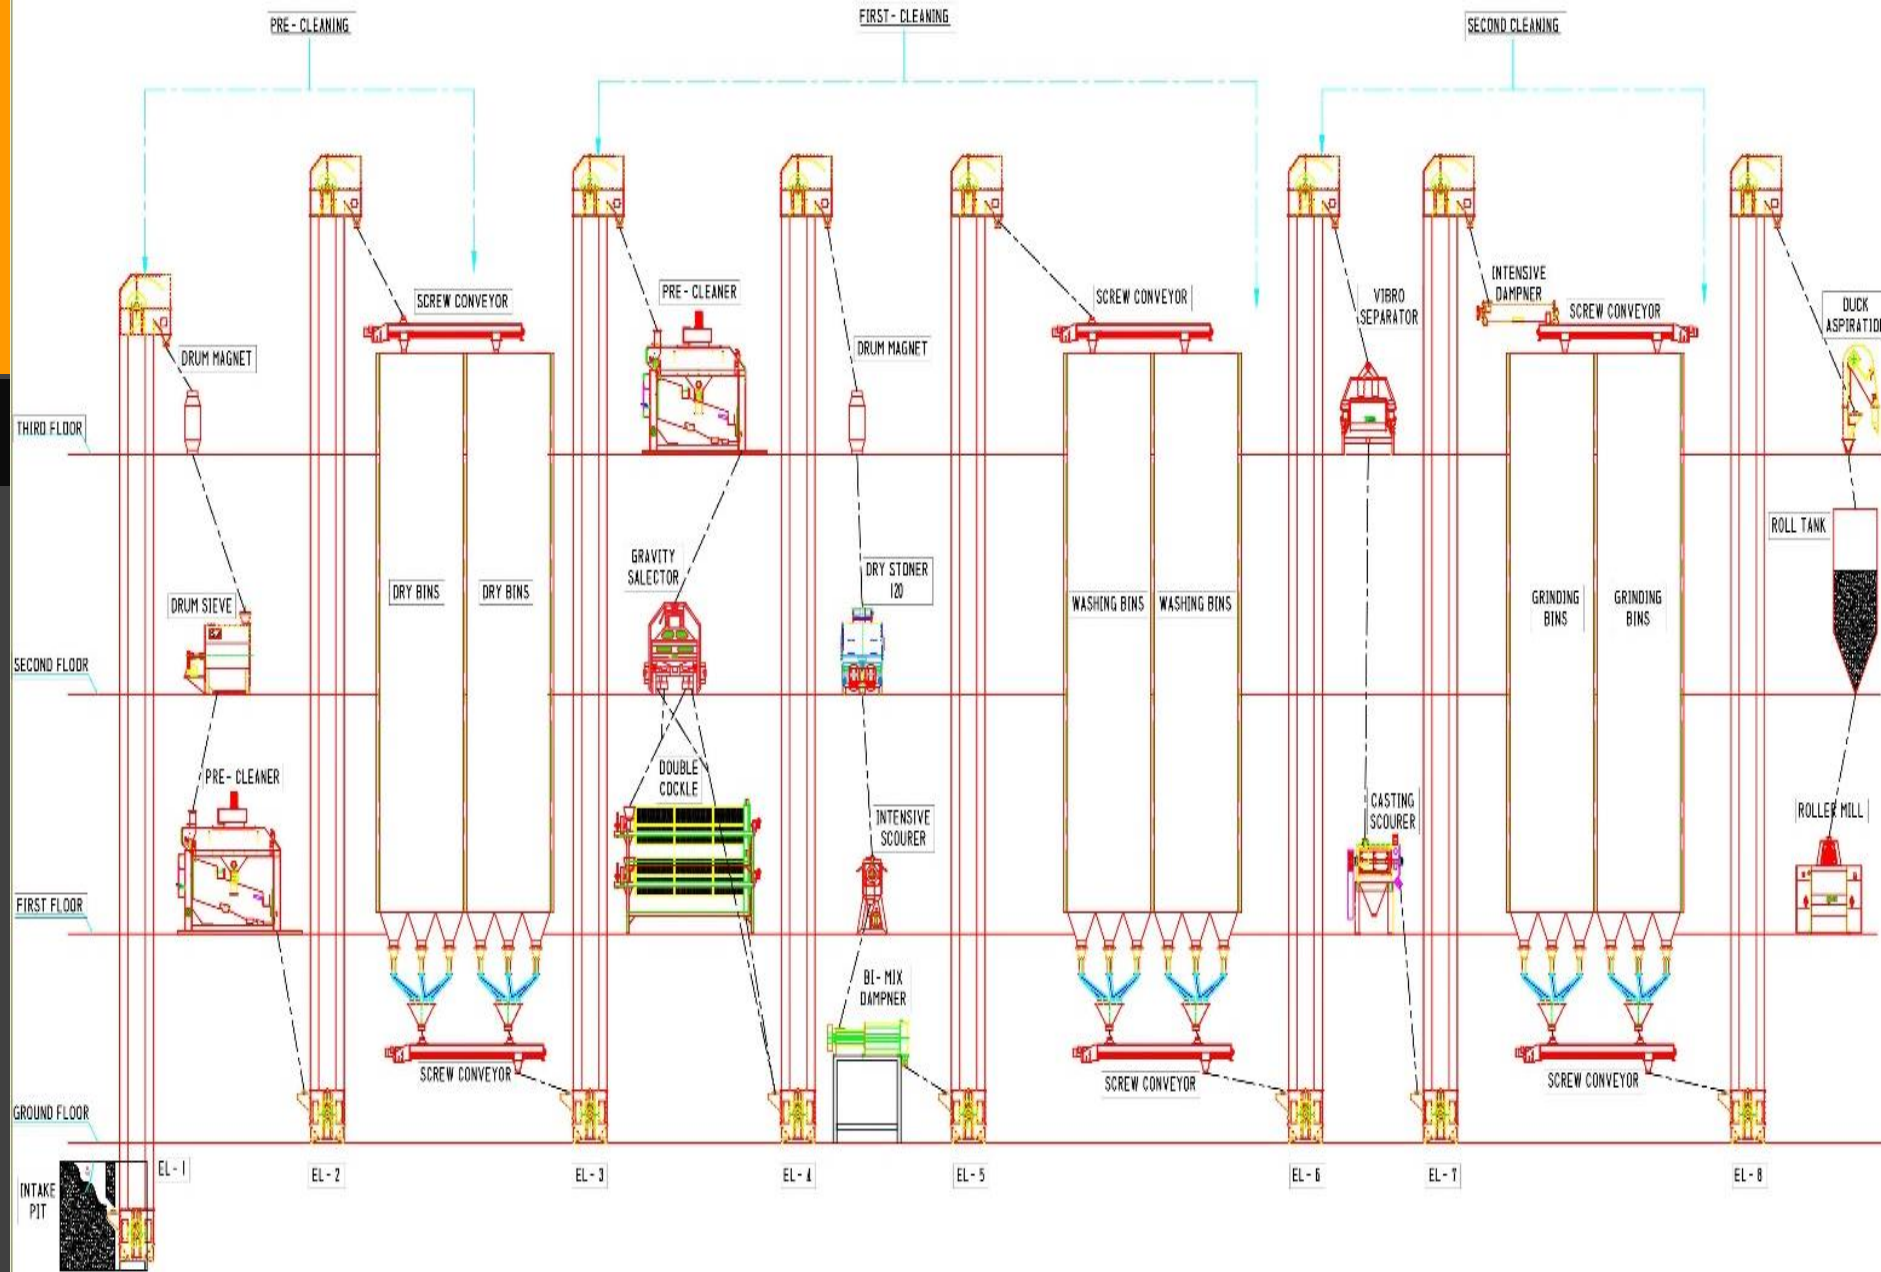 PRE - CLEANING
FIRST - CLEANING
SECOND CLEANING
DRUM MAGNET
SCREW CONVEYOR
PRE - CLEANER
DRUM MAGNET
SCREW CONVEYOR
VIBRO
SEPARATOR
INTENSIVE
DAMPNER
SCREW CONVEYOR
DUCK
ASPIRATIO
THIRD FLOOR
GRAVITY
SALECTOR
DRY STONER
120
ROLL TANK
DRUM SIEVE
DRY BINS
DRY BINS
WASHING BINS
WASHING BINS
GRINDING
BINS
GRINDING
BINS
SECOND FLOOR
PRE - CLEANER
DOUBLE
COCKLE
INTENSIVE
SCOURER
CASTING
SCOURER
ROLLER MILL
FIRST FLOOR
BI - MIX
DAMPNER
SCREW CONVEYOR
SCREW CONVEYOR
SCREW CONVEYOR
GROUND FLOOR
INTAKE
PIT
EL - 1
EL - 2
EL - 3
EL - 4
EL - 5
EL - 6
EL - 7
EL - 8